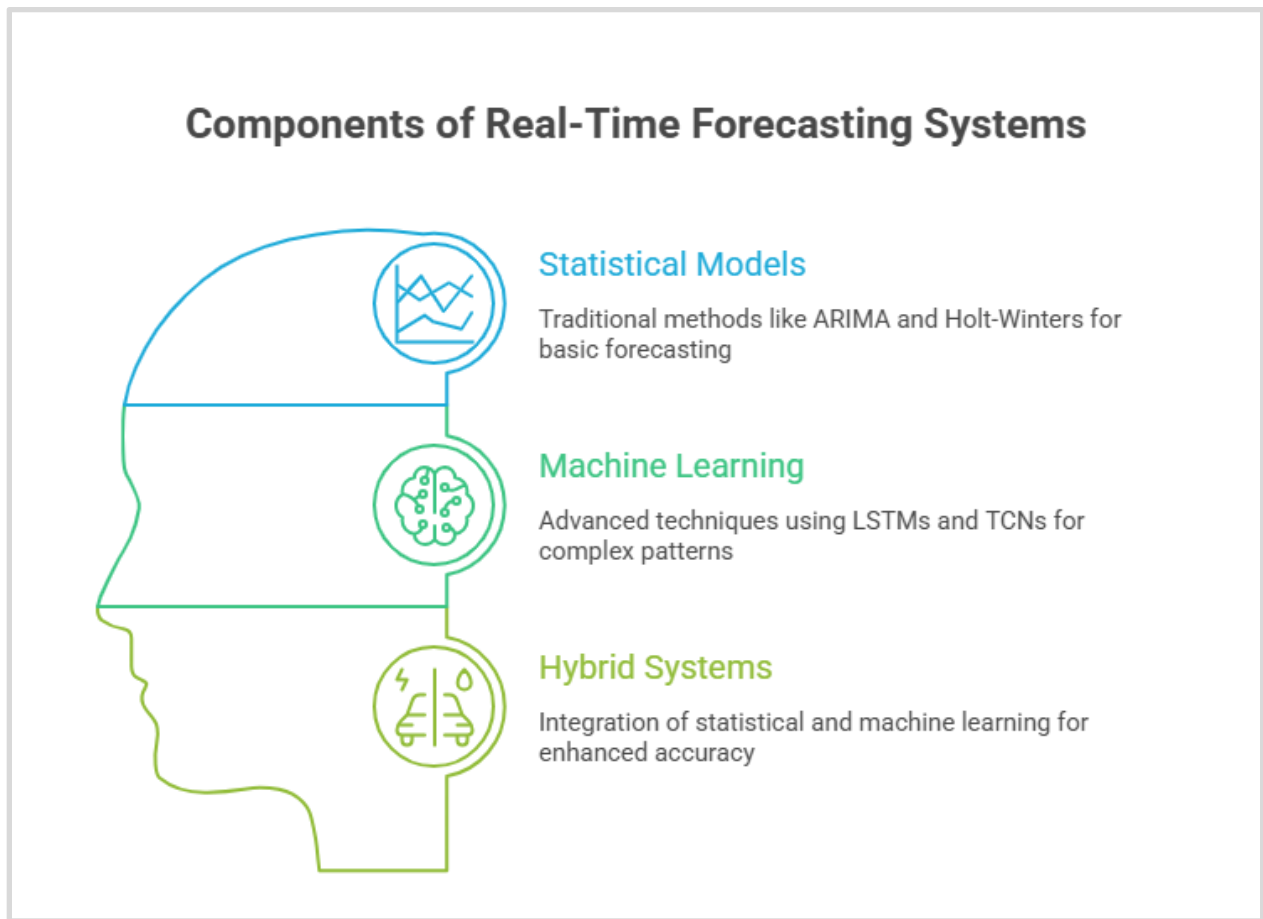 Components of Real-Time Forecasting Systems
Statistical Models
Traditional methods like ARIMA and Holt-Winters for
basic forecasting
Machine Learning
Advanced techniques using LSTMs and TCNs for
complex patterns
Hybrid Systems
Integration of statistical and machine learning for
enhanced accuracy